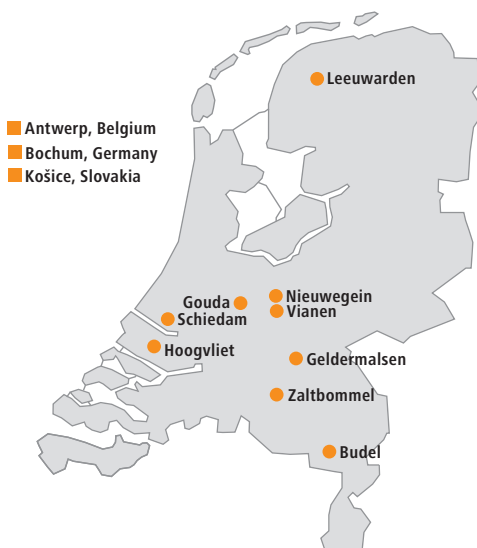 Leeuwarden
Antwerp, Belgium
Bochum, Germany
Košice, Slovakia
Nieuwegein
Gouda
Vianen
Schiedam
Hoogvliet
Geldermalsen
Zaltbommel
Budel